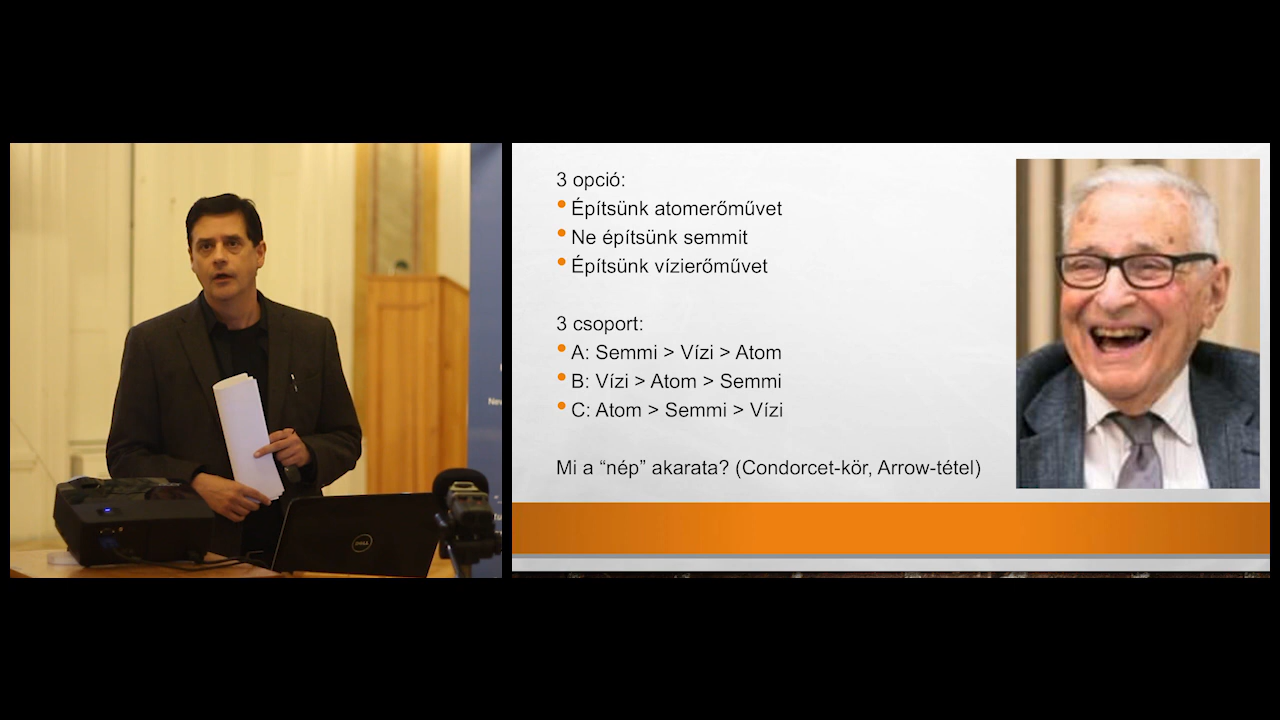 3 opció:
Építsünk atomerőművet
Ne építsünk semmit
Építsünk vízierőművet
3 csoport:
A: Semmi > Vízi > Atom
B: Vízi > Atom > Semmi
C: Atom > Semmi > Vízi
Mi a “nép” akarata? (Condorcet-kör, Arrow-tétel)
DELL